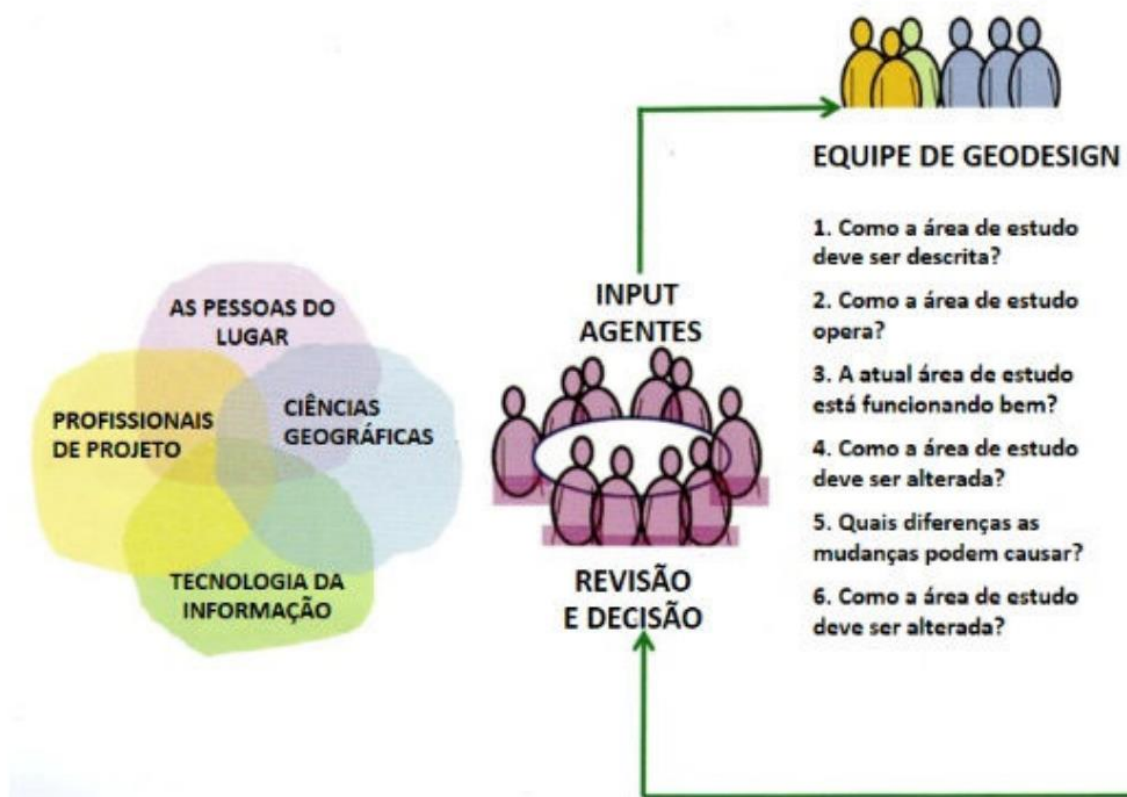 AS PESSOAS DO
LUGAR
PROFISSIONAIS
DE PROJETO
CIÊNCIAS
GEOGRÁFICAS
TECNOLOGIA DA
INFORMAÇÃO
INPUT
AGENTES
REVISÃO
E DECISÃO
EQUIPE DE GEODESIGN
1. Como a área de estudo
deve ser descrita?
2. Como a área de estudo
opera?
3. A atual área de estudo
está funcionando bem?
4. Como a área de estudo
deve ser alterada?
5. Quais diferenças as
mudanças podem causar?
6. Como a área de estudo
deve ser alterada?